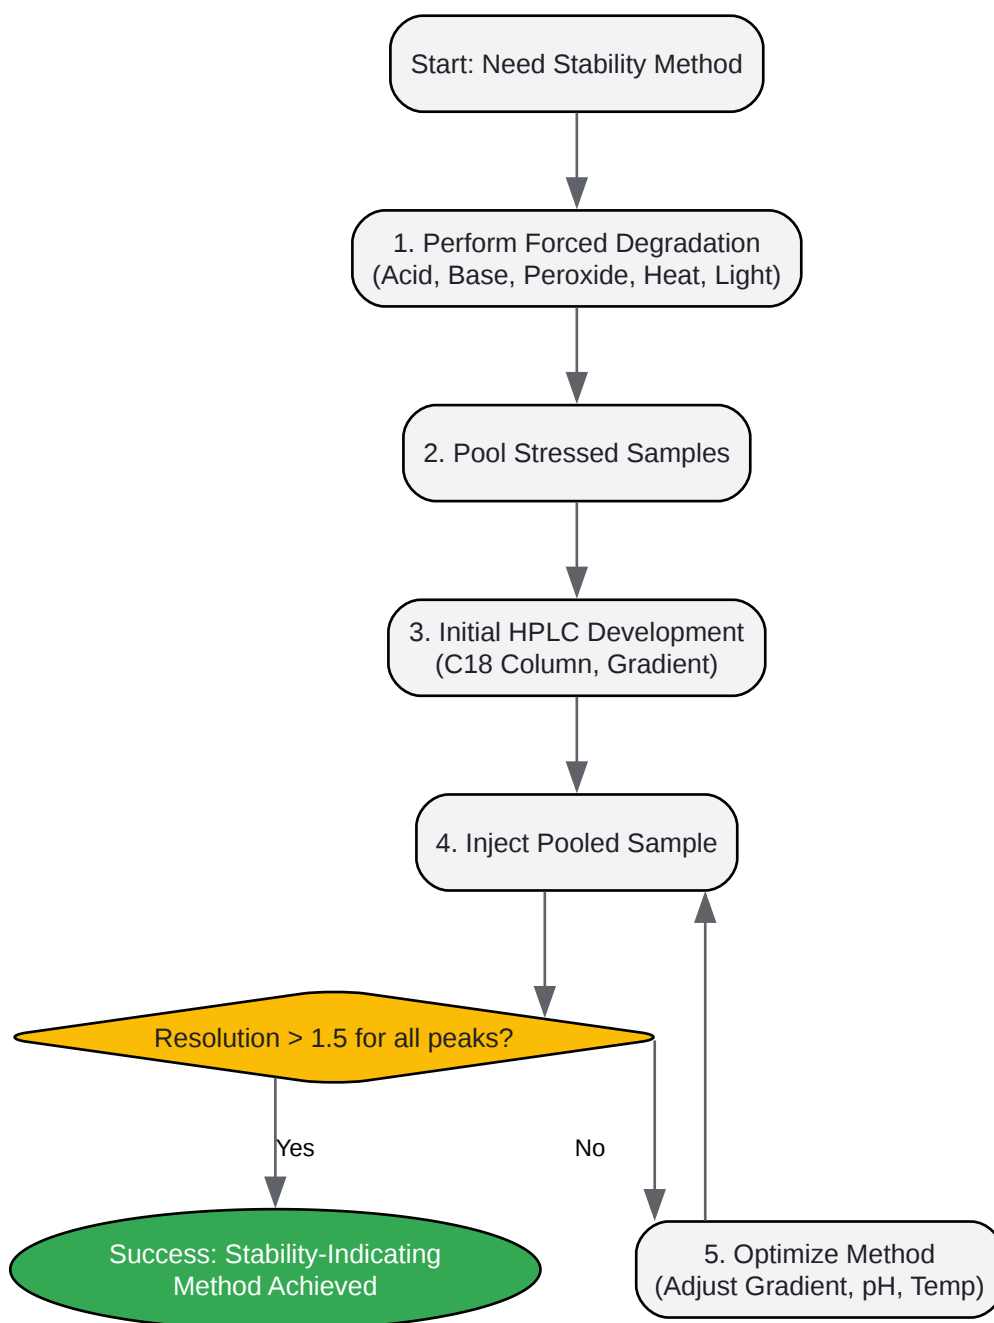 Start: Need Stability Method
1. Perform Forced Degradation
(Acid, Base, Peroxide, Heat, Light)
2. Pool Stressed Samples
3. Initial HPLC Development
(C18 Column, Gradient)
4. Inject Pooled Sample
Resolution > 1.5 for all peaks?
Yes
No
Success: Stability-Indicating
Method Achieved
5. Optimize Method
(Adjust Gradient, pH, Temp)